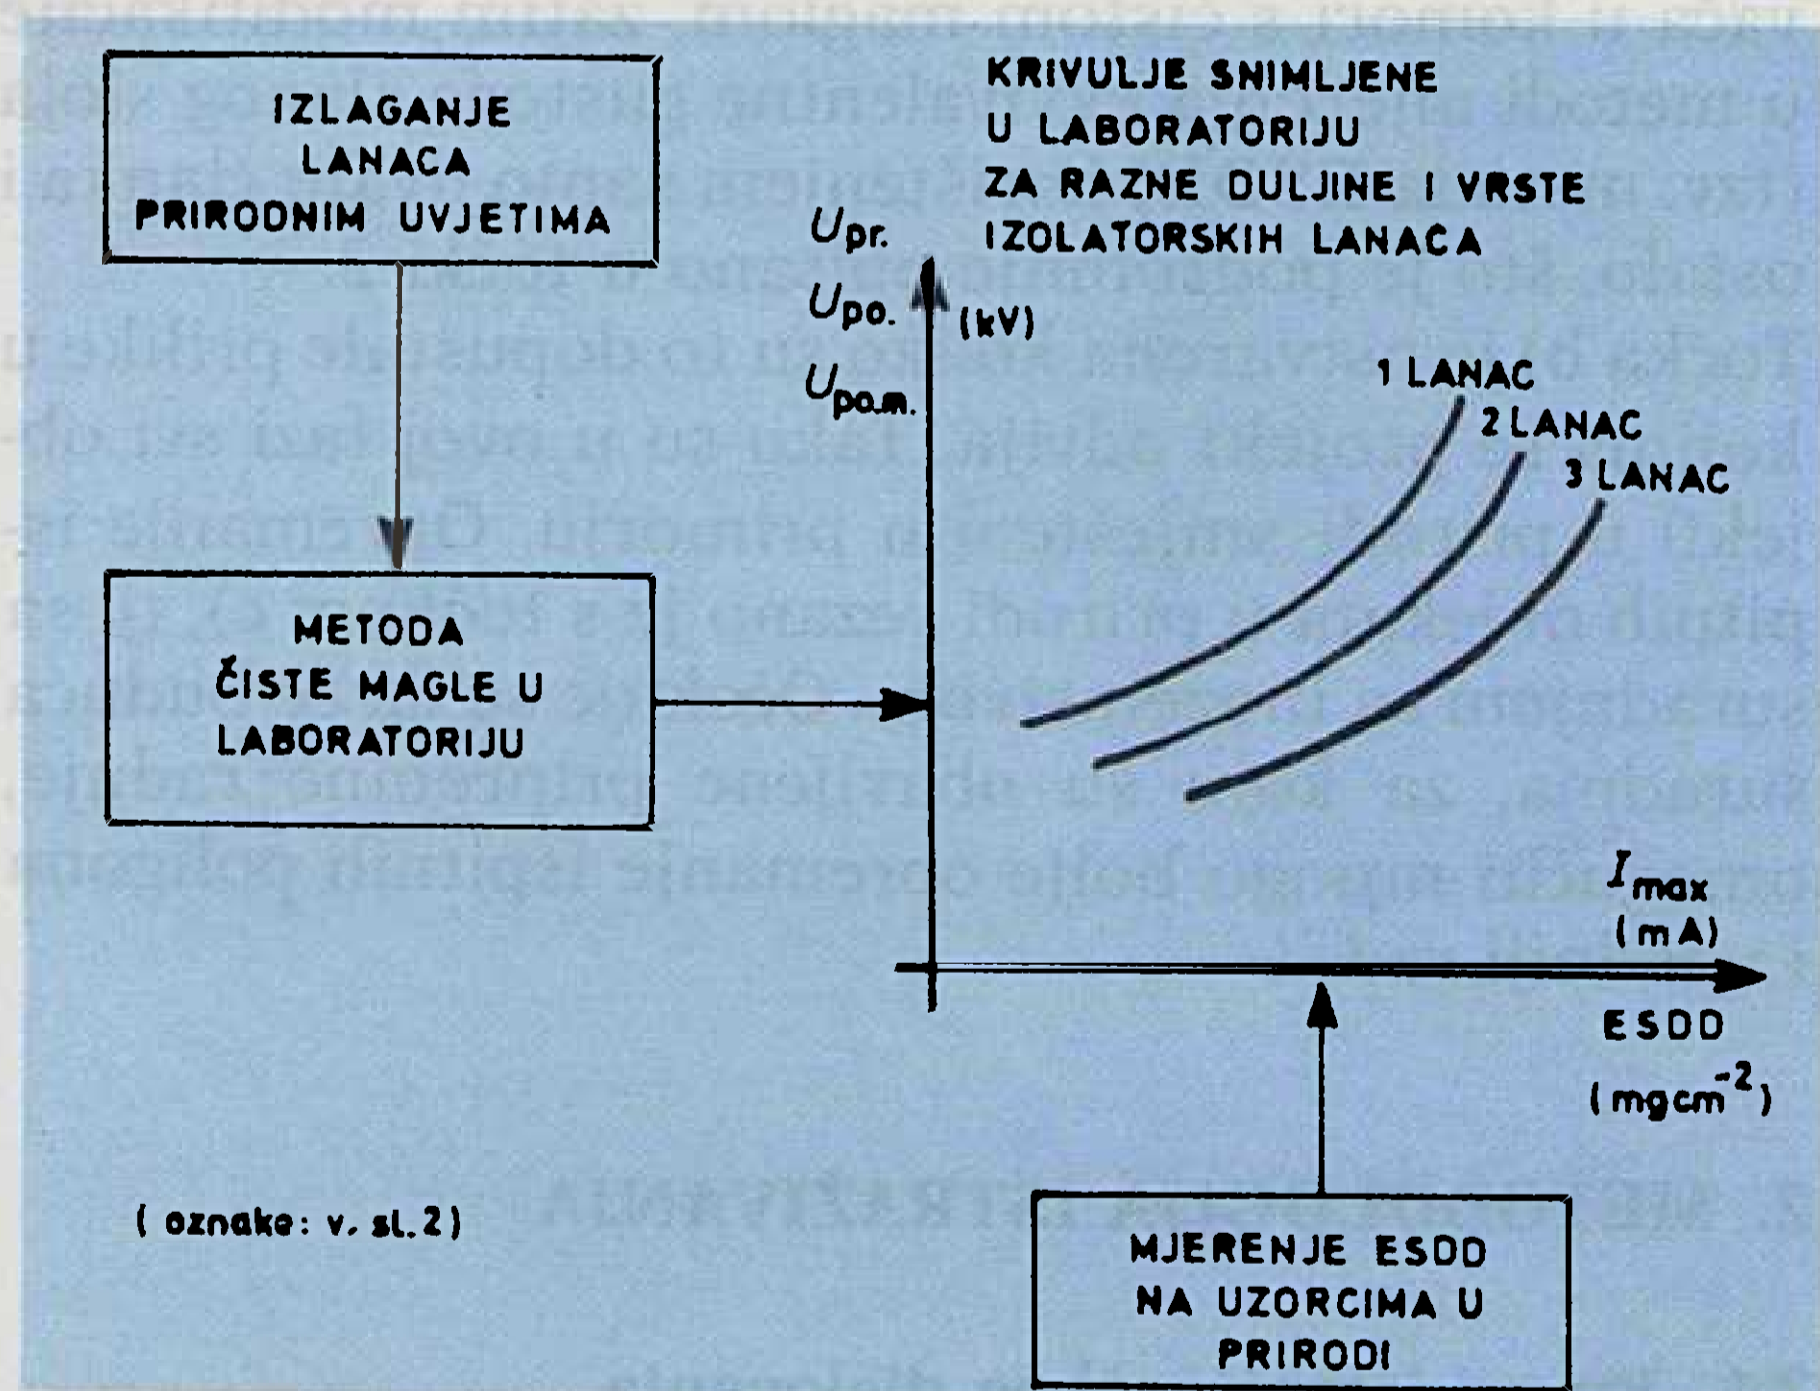 IZLAGANJE
LANACA
PRIRODNIM UVJETIMA
METODA
ČISTE MAGLE U
LABORATORIJU
KRIVULJE SNIMLJENE
U LABORATORIJU
ZA RAZNE DULJINE I VRSTE
IZOLATORSKIH LANACA
Upr.
Upo.
Upo.m.
(kV)
1 LANAC
2 LANAC
3 LANAC
Imax
(mA)
ESDD
(mgcm⁻²)
MJERENJE ESDD
NA UZORCIMA U
PRIRODI
(oznake: v. sl.2)